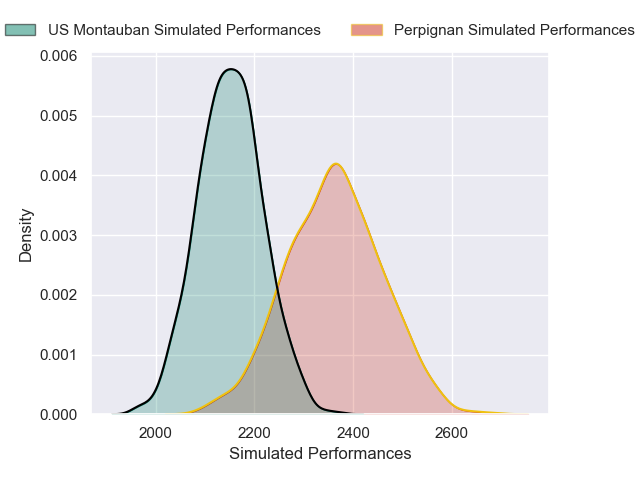 US Montauban Simulated Performances Perpignan Simulated Performances
0.006
0.005
0.004
0.003
0.002
0.001
0.000
Density
2000 2200 2400 2600
Simulated Performances